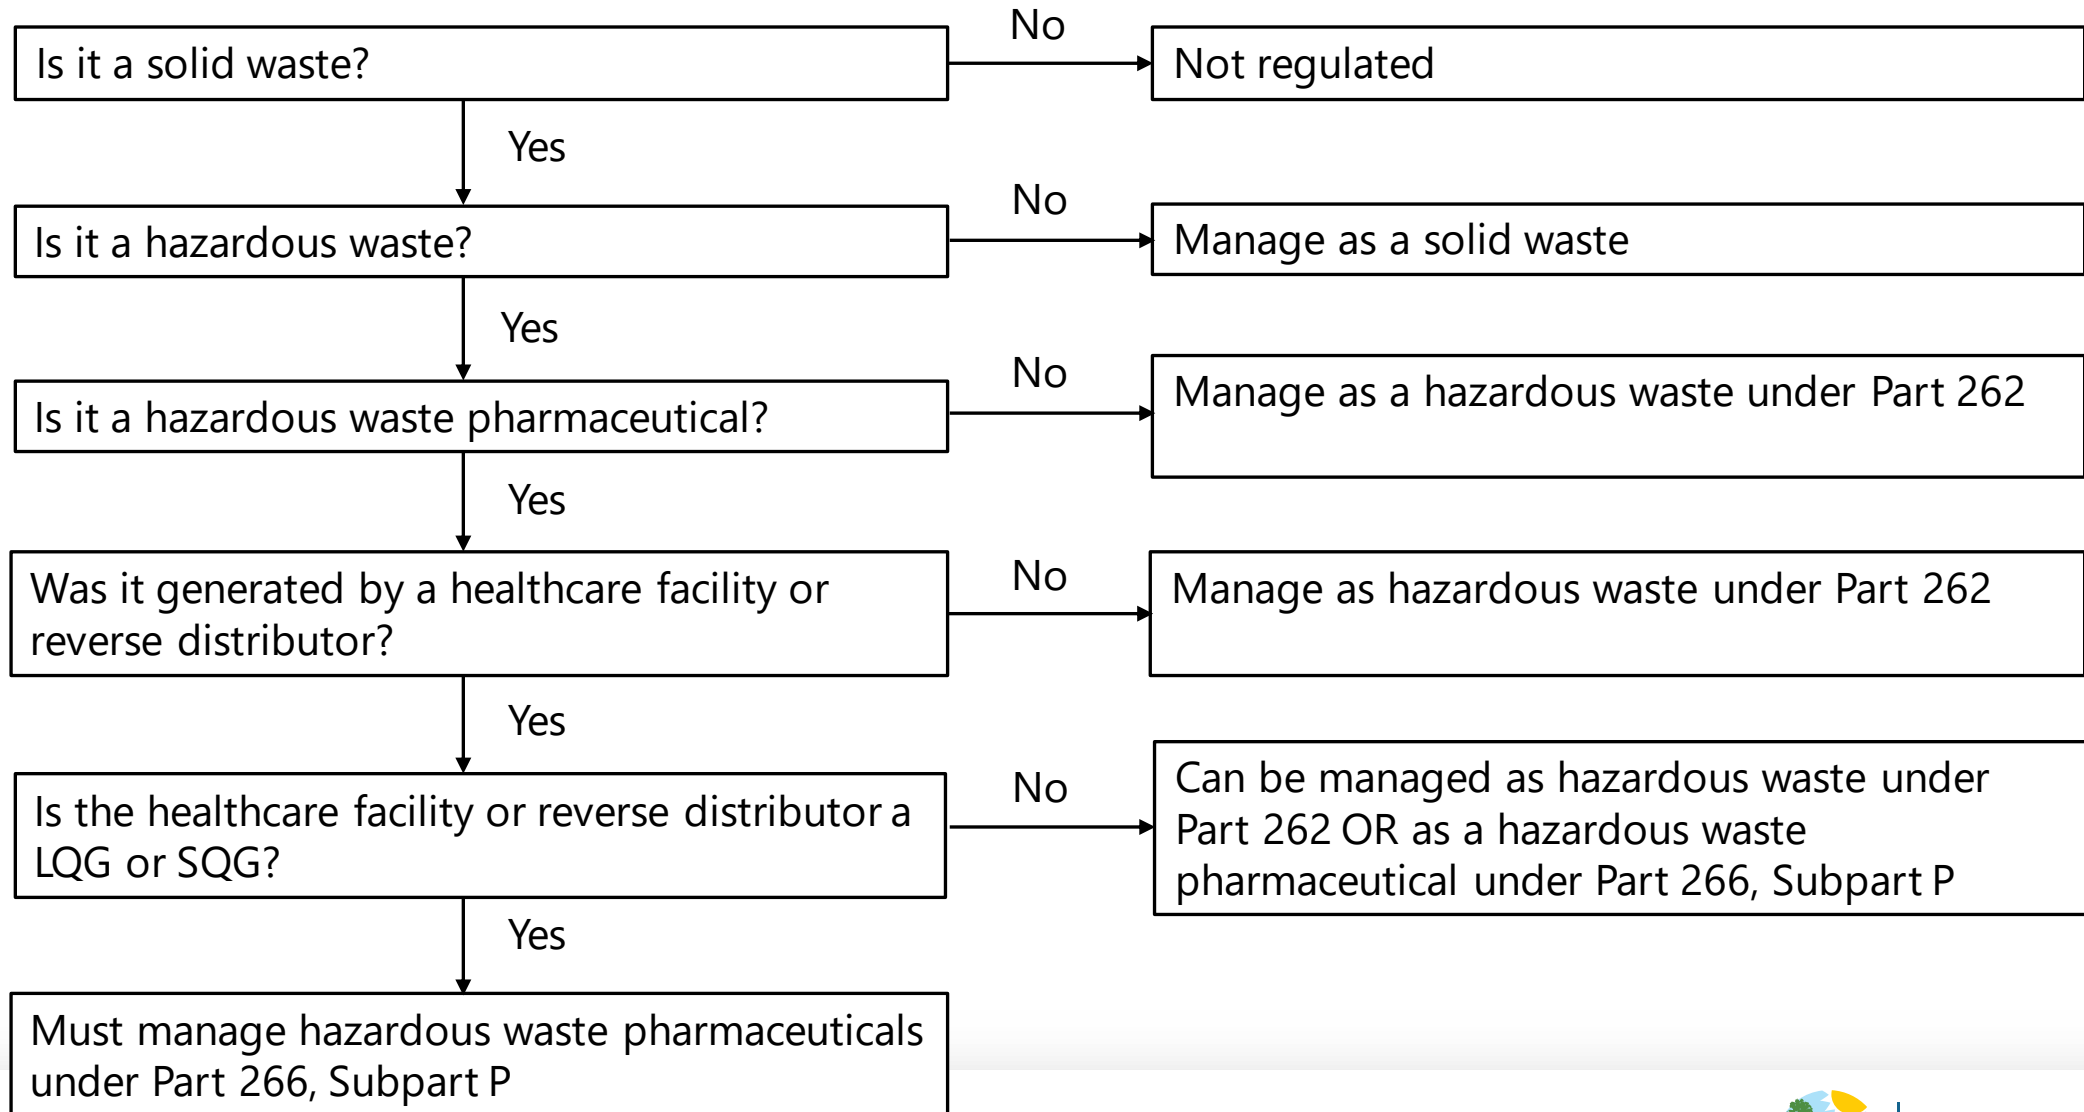 Is it a solid waste?
No
Not regulated
Yes
Is it a hazardous waste?
No
Manage as a solid waste
Yes
Is it a hazardous waste pharmaceutical?
No
Manage as a hazardous waste under Part 262
Yes
Was it generated by a healthcare facility or
reverse distributor?
No
Manage as hazardous waste under Part 262
Yes
Is the healthcare facility or reverse distributor a
LQG or SQG?
No
Can be managed as hazardous waste under
Part 262 OR as a hazardous waste
pharmaceutical under Part 266, Subpart P
Yes
Must manage hazardous waste pharmaceuticals
under Part 266, Subpart P